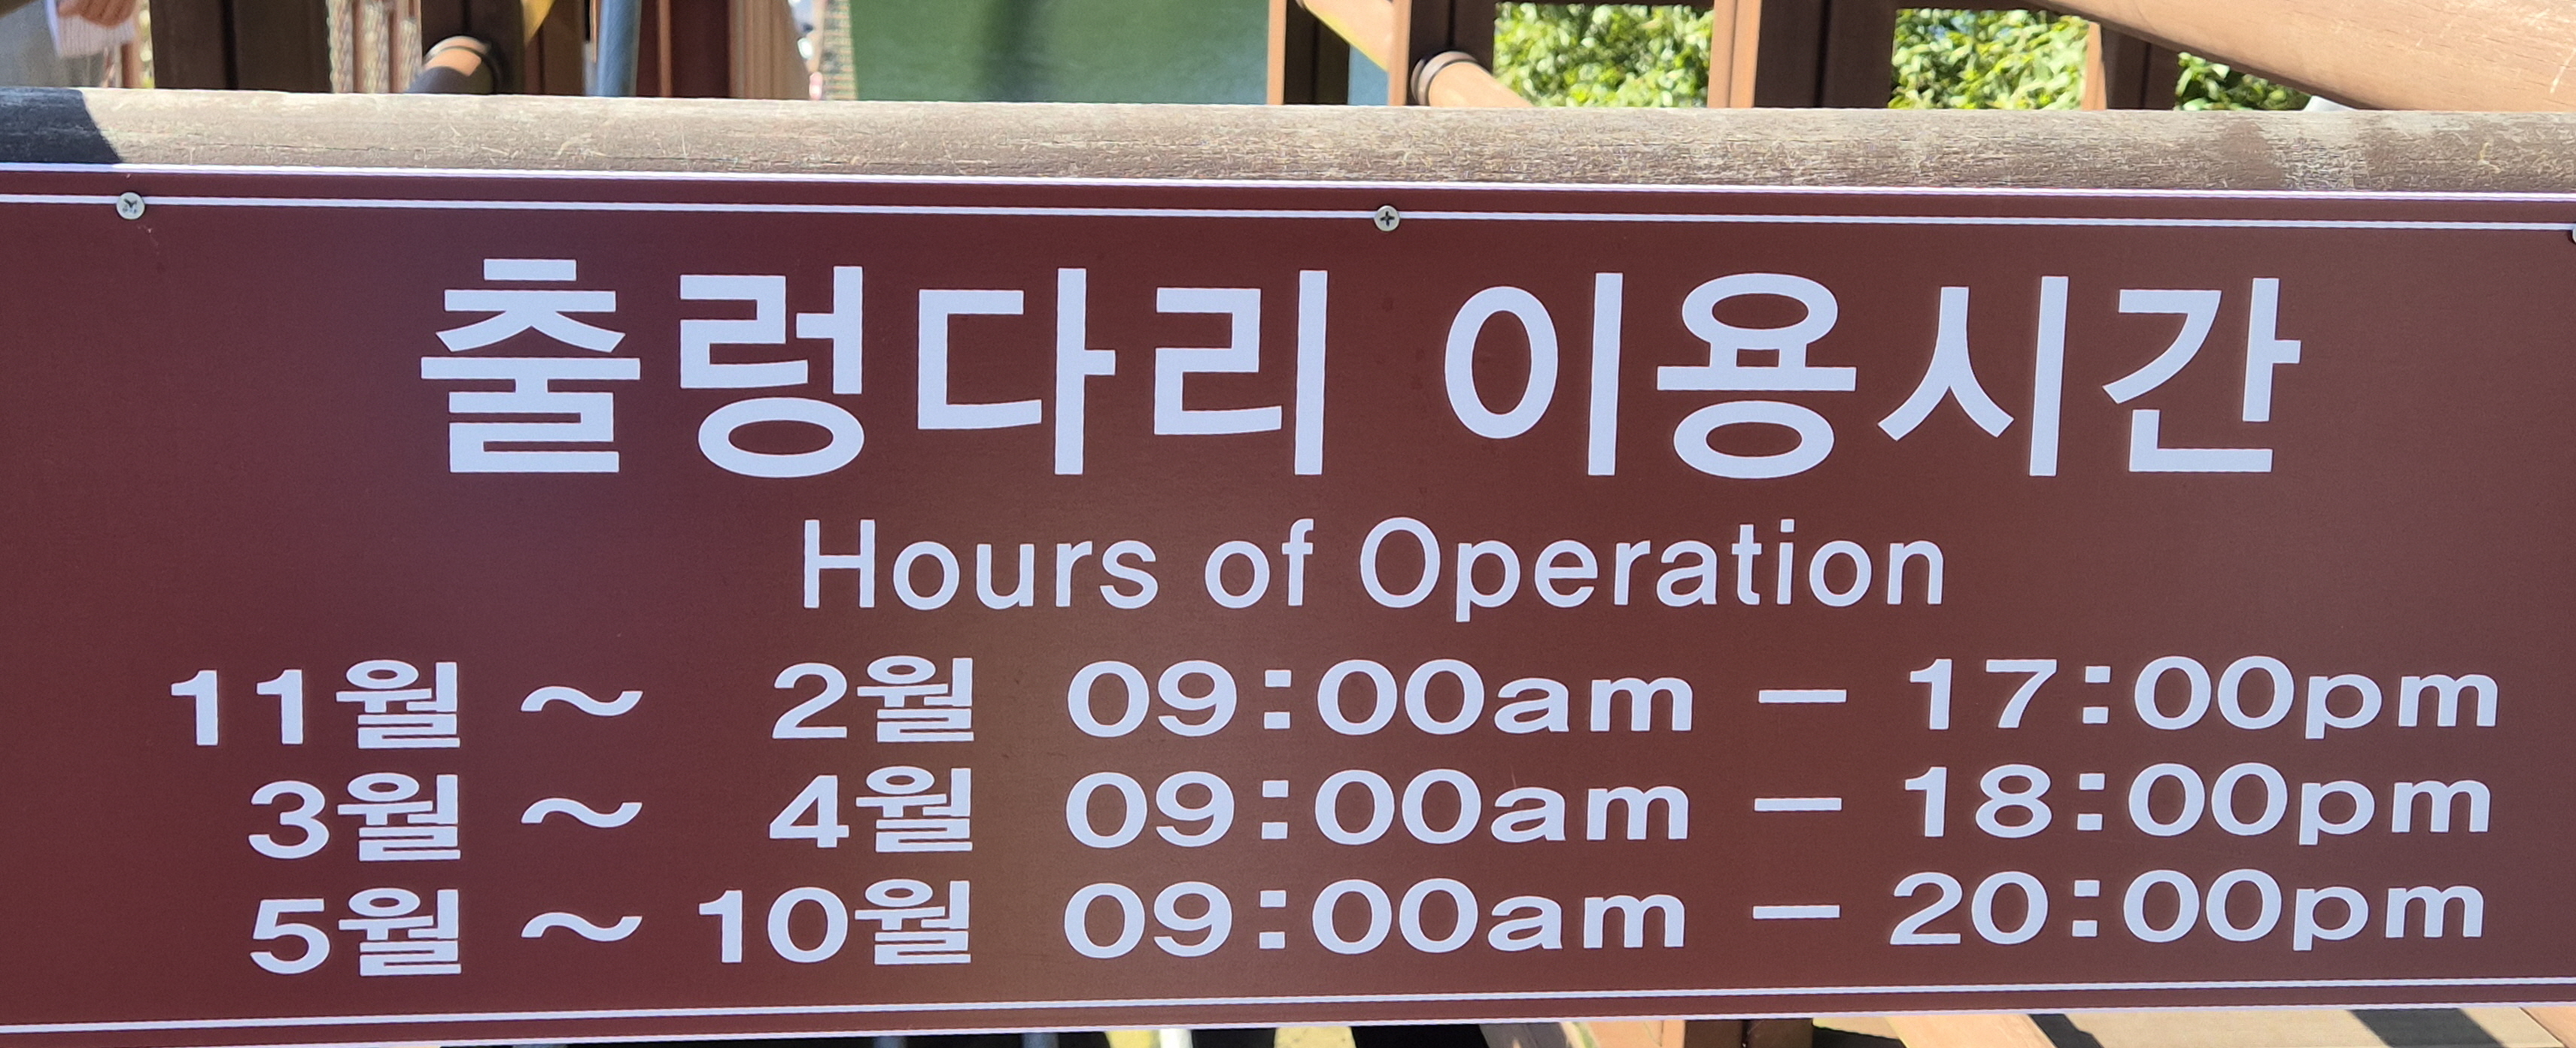 출렁다리 이용시간
Hours of Operation
11월 ~ 2월 09:00am - 17:00pm
3월 ~ 4월 09:00am - 18:00pm
5월 ~ 10월 09:00am - 20:00pm